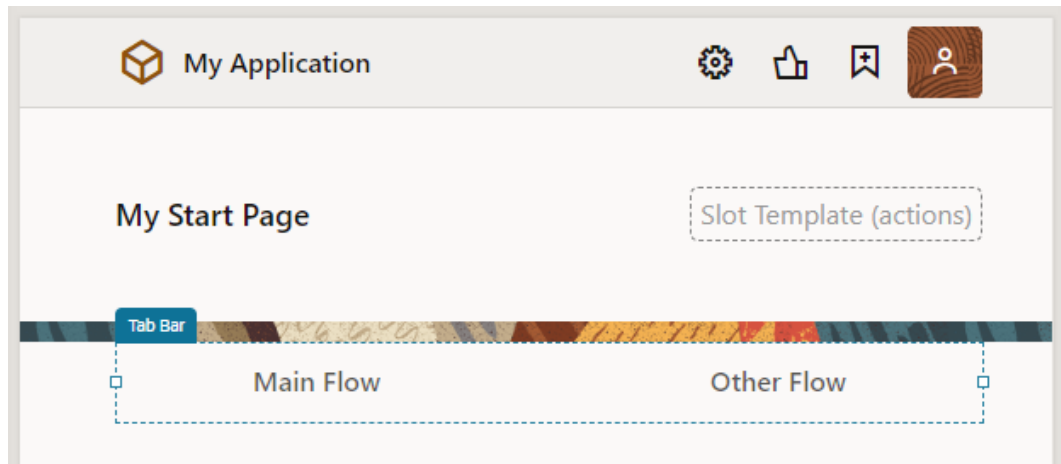 My Application
My Start Page
Slot Template (actions)
Tab Bar
Main Flow
Other Flow